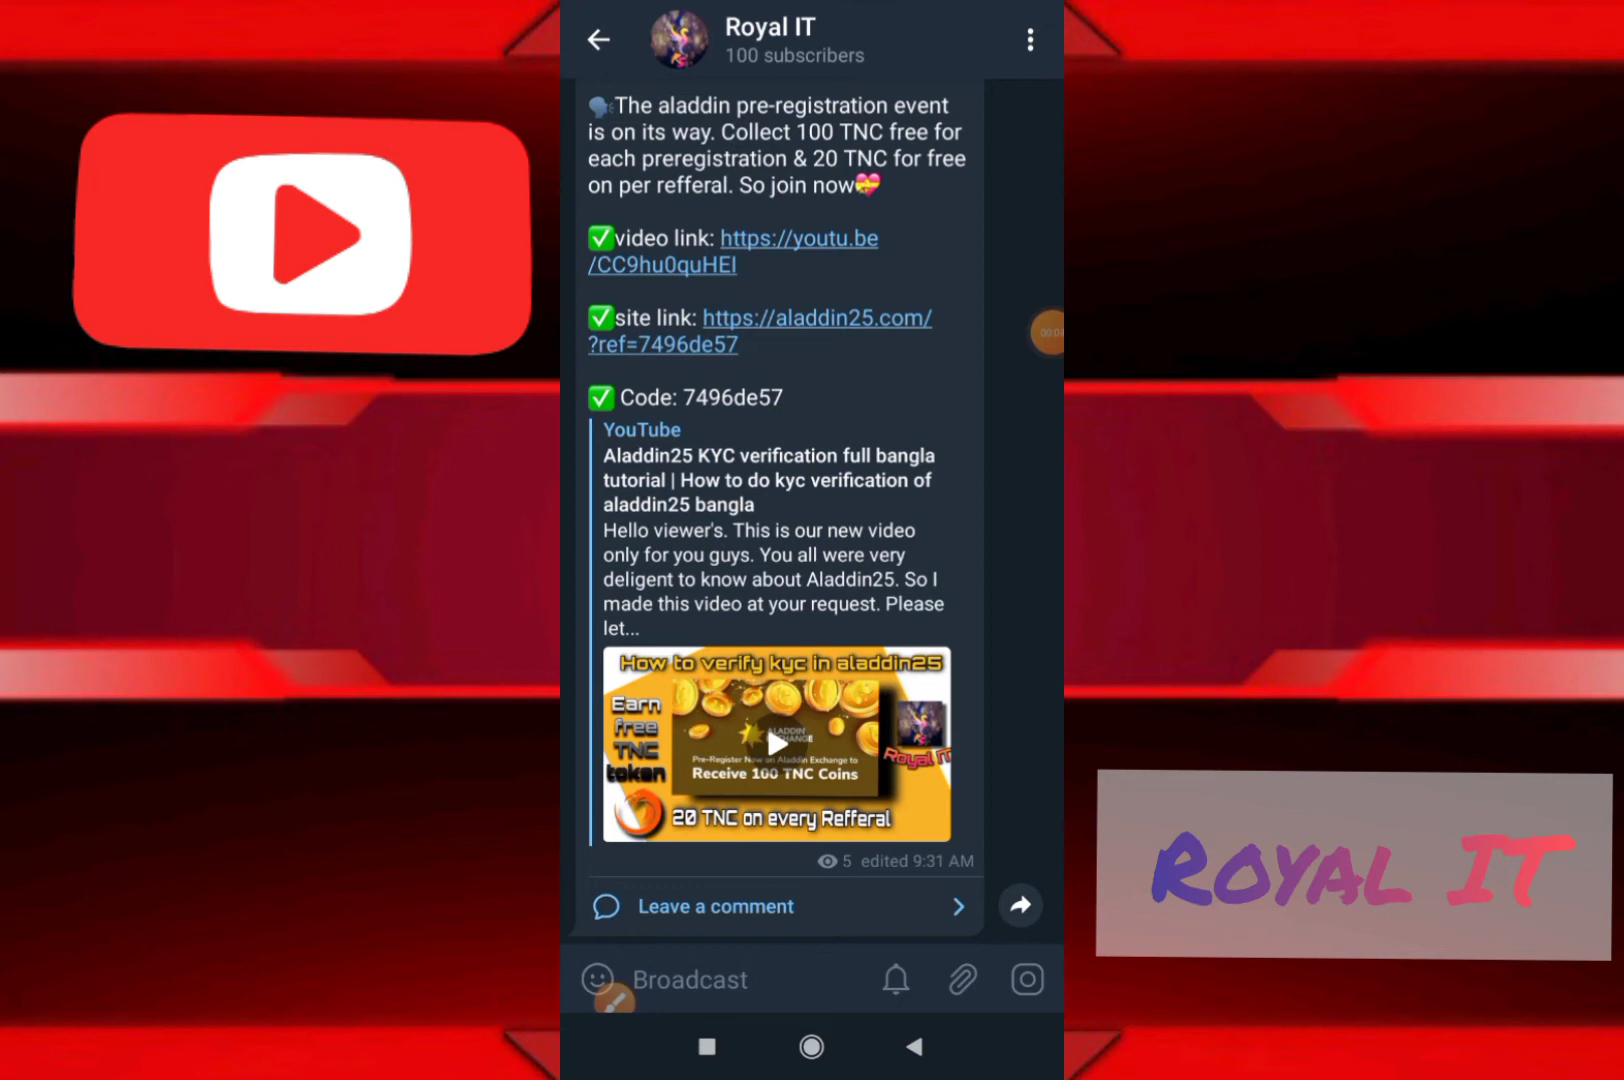 Royal IT
100 subscribers
🗣️The aladdin pre-registration event
is on its way. Collect 100 TNC free for
each preregistration & 20 TNC for free
on per refferal. So join now💝
✅video link: https://youtu.be
/CC9hu0quHEI
✅site link: https://aladdin25.com/
?ref=7496de57
✅ Code: 7496de57
YouTube
Aladdin25 KYC verification full bangla
tutorial | How to do kyc verification of
aladdin25 bangla
Hello viewer's. This is our new video
only for you guys. You all were very
deligent to know about Aladdin25. So I
made this video at your request. Please
let...
How to verify kyc in aladdin25
Earn
free
TNC
token
ALADDIN
Pre-Register Now on Aladdin Exchange to
Receive 100 TNC Coins
Royal IT
20 TNC on every Refferal
5 edited 9:31 AM
Leave a comment
Broadcast
ROYAL IT